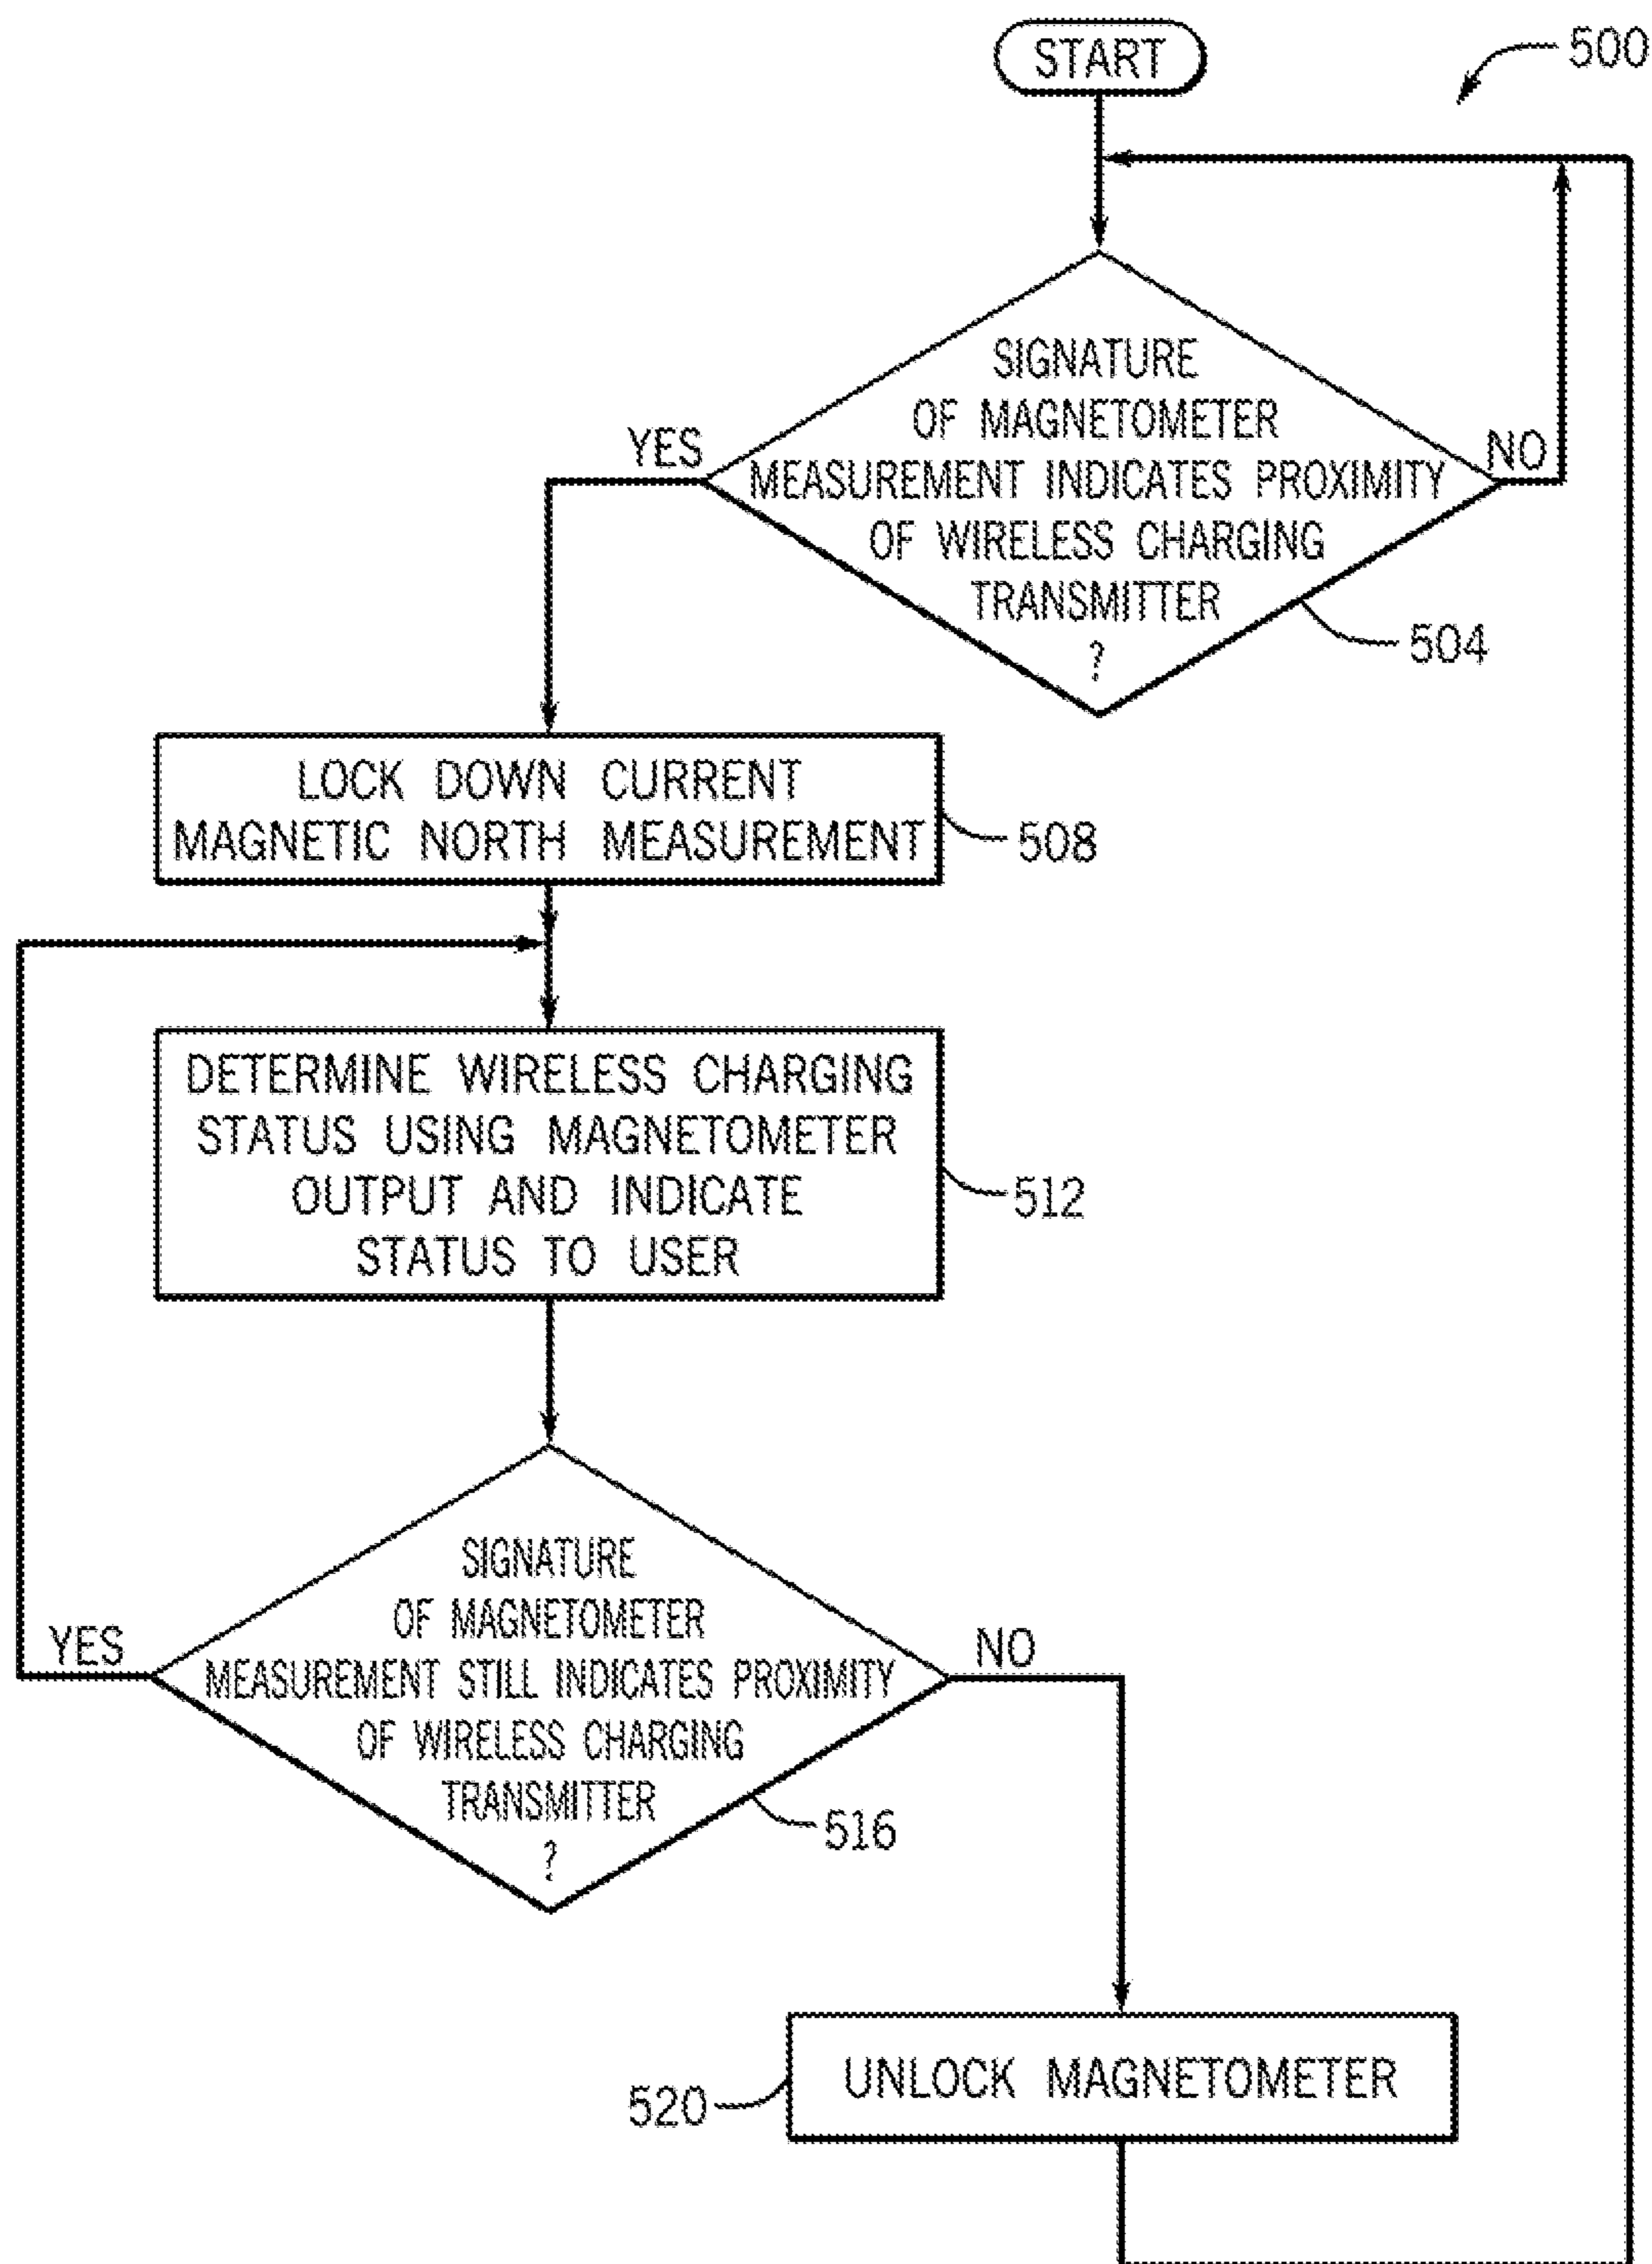 START
500
SIGNATURE
OF MAGNETOMETER
MEASUREMENT INDICATES PROXIMITY
OF WIRELESS CHARGING
TRANSMITTER
?
YES
NO
504
LOCK DOWN CURRENT
MAGNETIC NORTH MEASUREMENT
508
DETERMINE WIRELESS CHARGING
STATUS USING MAGNETOMETER
OUTPUT AND INDICATE
STATUS TO USER
512
SIGNATURE
OF MAGNETOMETER
MEASUREMENT STILL INDICATES PROXIMITY
OF WIRELESS CHARGING
TRANSMITTER
?
YES
NO
516
UNLOCK MAGNETOMETER
520